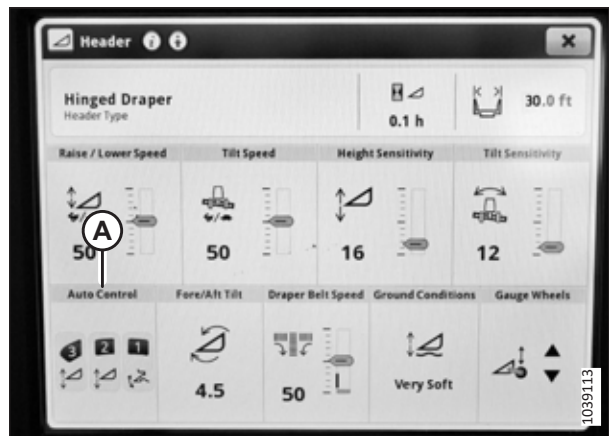 Header
Hinged Draper
Header Type
0.1 h
30.0 ft
Raise / Lower Speed
Tilt Speed
Height Sensitivity
Tilt Sensitivity
50
50
16
12
A
Auto Control
Fore/Aft Tilt
Draper Belt Speed
Ground Conditions
Gauge Wheels
3 2 1
4.5
50
Very Soft
1039113